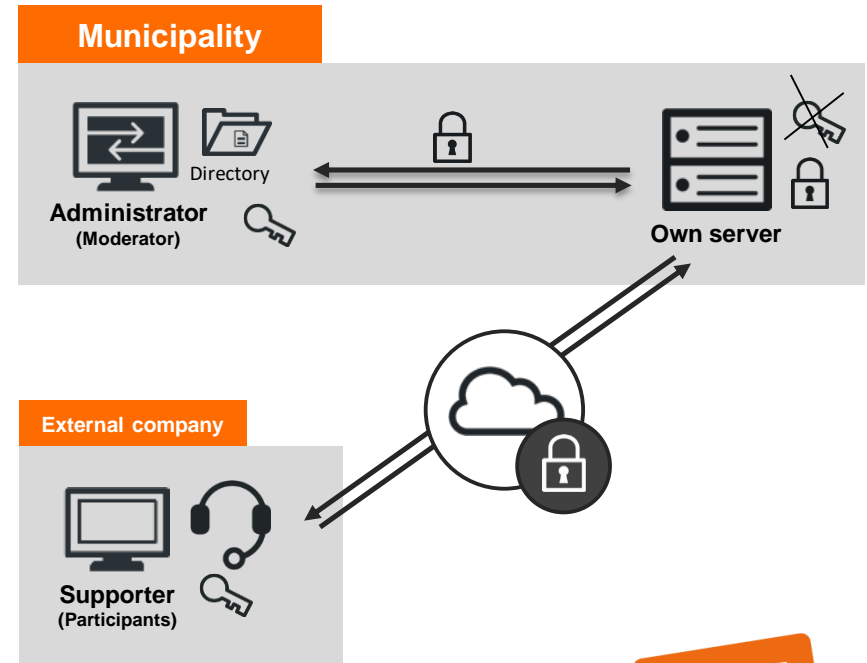 Municipality
Directory
Administrator
(Moderator)
Own server
External company
Supporter
(Participants)